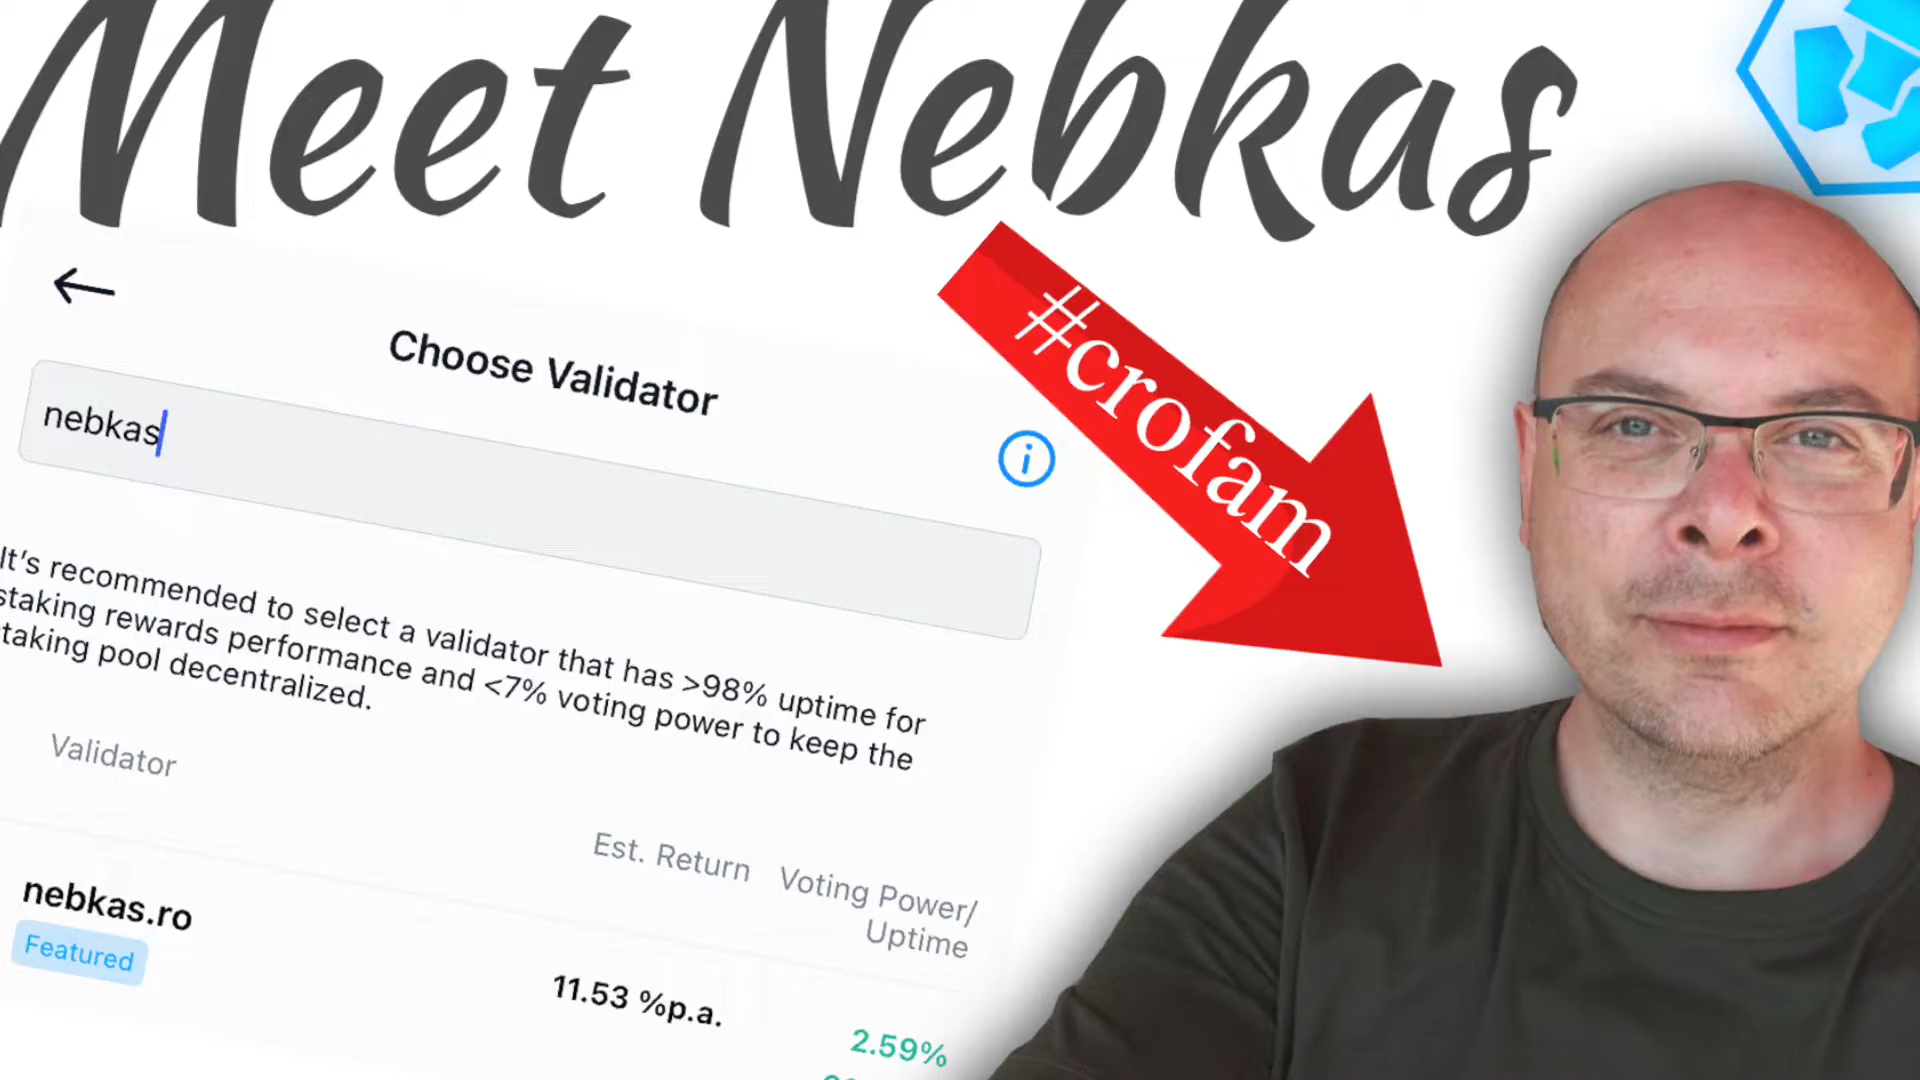 Meet Nebkas
#crofam
Choose Validator
nebkas
It's recommended to select a validator that has >98% uptime for
staking rewards performance and <7% voting power to keep the
staking pool decentralized.
Validator
Est. Return
Voting Power/
Uptime
nebkas.ro
Featured
11.53 %p.a.
2.59%